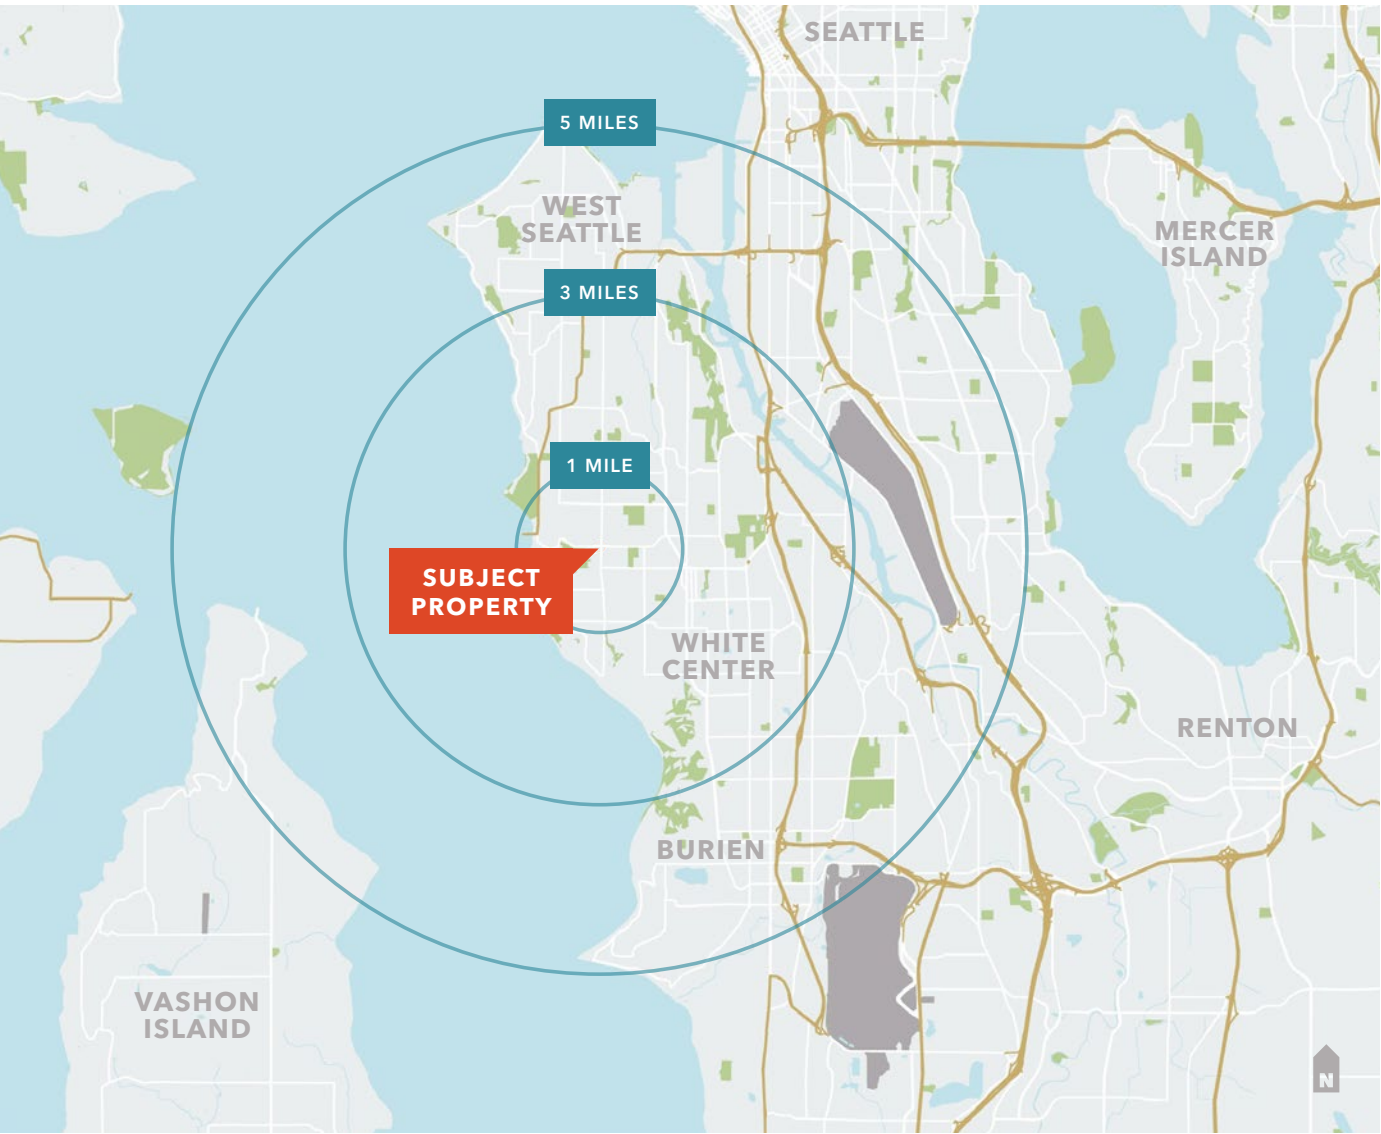 SEATTLE
5 MILES
WEST
SEATTLE
MERCER
ISLAND
3 MILES
1 MILE
SUBJECT
PROPERTY
WHITE
CENTER
RENTON
BURIEN
VASHON
ISLAND
N